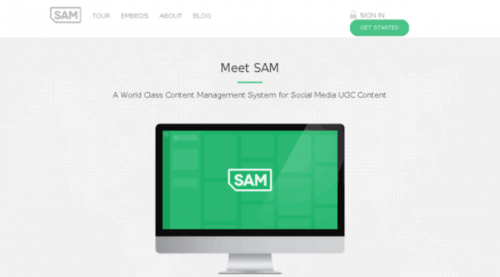 SAM TOUR EMBEDS ABOUT BLOG SIGN IN
GET STARTED
Meet SAM
A World Class Content Management System for Social Media UGC Content
SAM